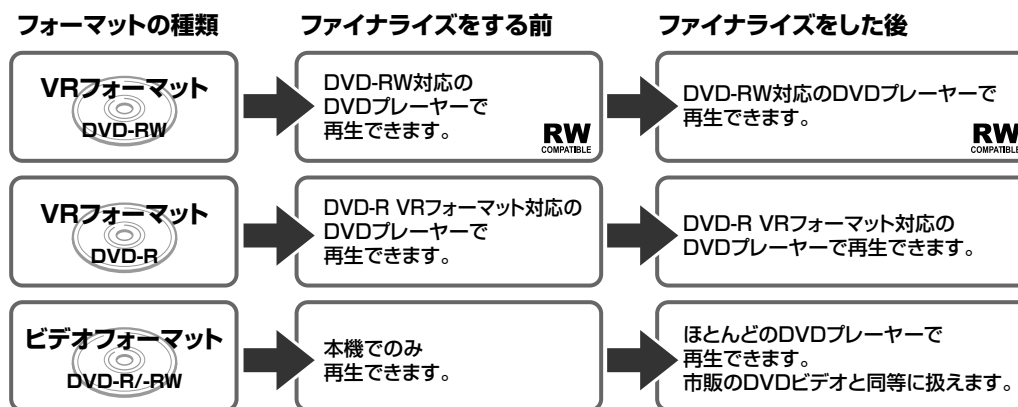 フォーマットの種類
ファイナライズをする前
ファイナライズをした後
VRフォーマット
DVD-RW
DVD-RW対応の
DVDプレーヤーで
再生できます。
RW
COMPATIBLE
DVD-RW対応のDVDプレーヤーで
再生できます。
RW
COMPATIBLE
VRフォーマット
DVD-R
DVD-R VRフォーマット対応の
DVDプレーヤーで
再生できます。
DVD-R VRフォーマット対応の
DVDプレーヤーで再生できます。
ビデオフォーマット
DVD-R/-RW
本機でのみ
再生できます。
ほとんどのDVDプレーヤーで
再生できます。
市販のDVDビデオと同等に扱えます。